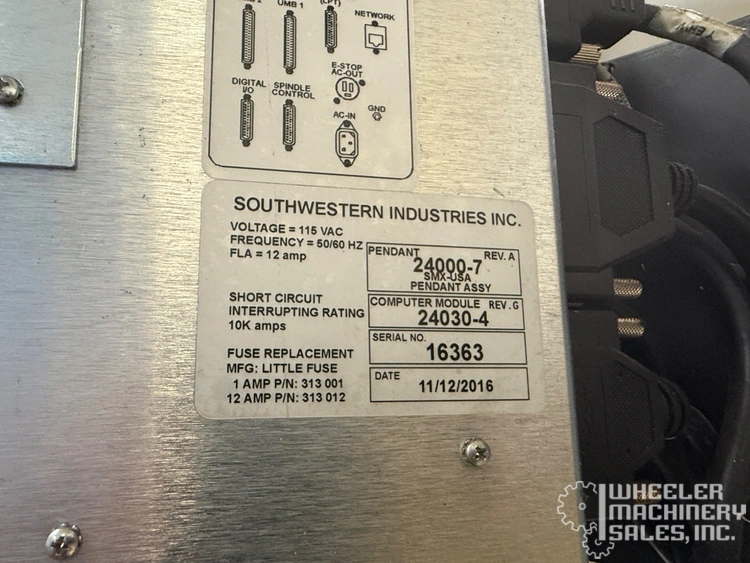 2
UMB 1
(LPT)
NETWORK
DIGITAL
I/O
SPINDLE
CONTROL
E-STOP
AC-OUT
AC-IN
GND
SOUTHWESTERN INDUSTRIES INC.
VOLTAGE = 115 VAC
FREQUENCY = 50/60 HZ
FLA = 12 amp
SHORT CIRCUIT
INTERRUPTING RATING
10K amps
FUSE REPLACEMENT
MFG: LITTLE FUSE
1 AMP P/N: 313 001
12 AMP P/N: 313 012
PENDANT REV. A
24000-7
SMX-USA
PENDANT ASSY
COMPUTER MODULE REV. G
24030-4
SERIAL NO.
16363
DATE
11/12/2016
WHEELER
MACHINERY
SALES, INC.